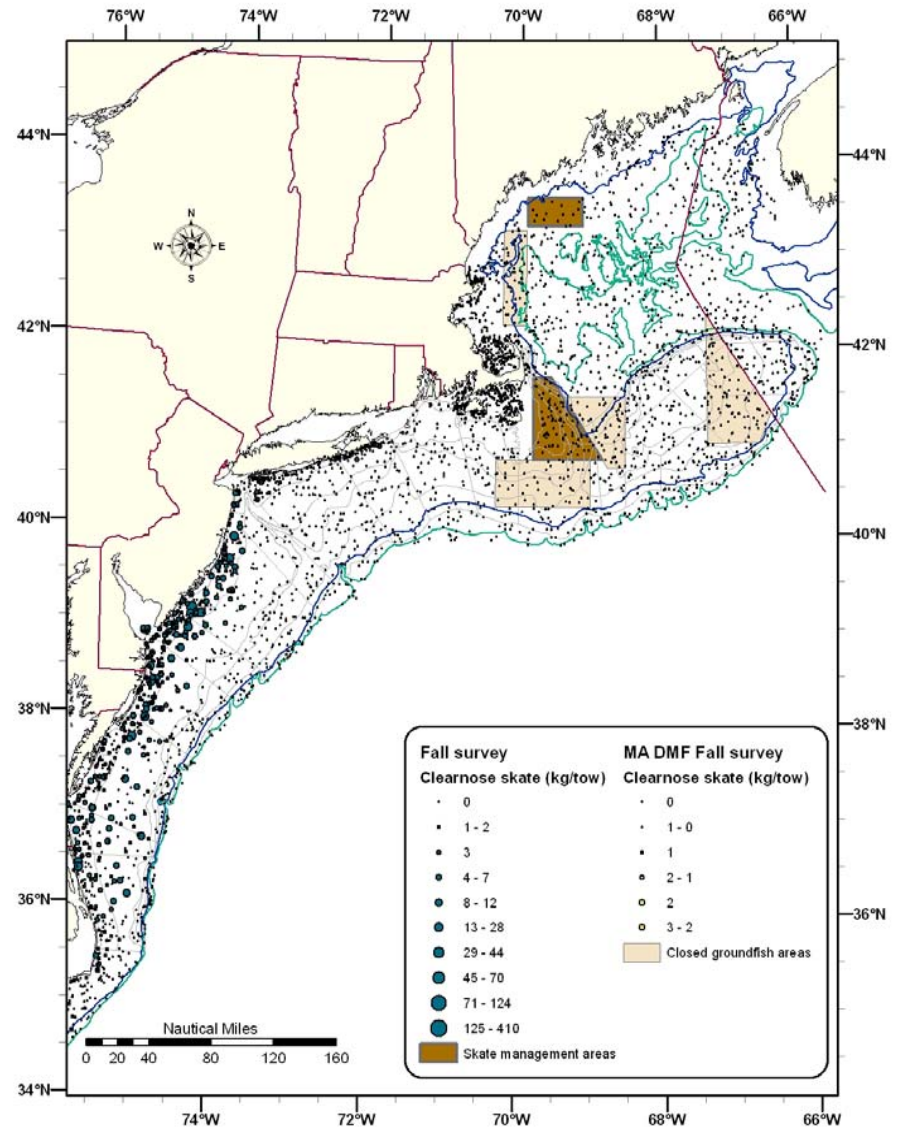 76°W 74°W 72°W 70°W 68°W 66°W
44°N 44°N
N
W E
S
42°N 42°N
40°N 40°N
38°N 38°N
Fall survey
Clearnose skate (kg/tow)
0
1 - 2
3
4 - 7
8 - 12
13 - 28
29 - 44
45 - 70
71 - 124
125 - 410
Skate management areas
MA DMF Fall survey
Clearnose skate (kg/tow)
0
1 - 0
1
2 - 1
2
3 - 2
Closed groundfish areas
36°N 36°N
Nautical Miles
0 20 40 80 120 160
34°N
74°W 72°W 70°W 68°W 66°W